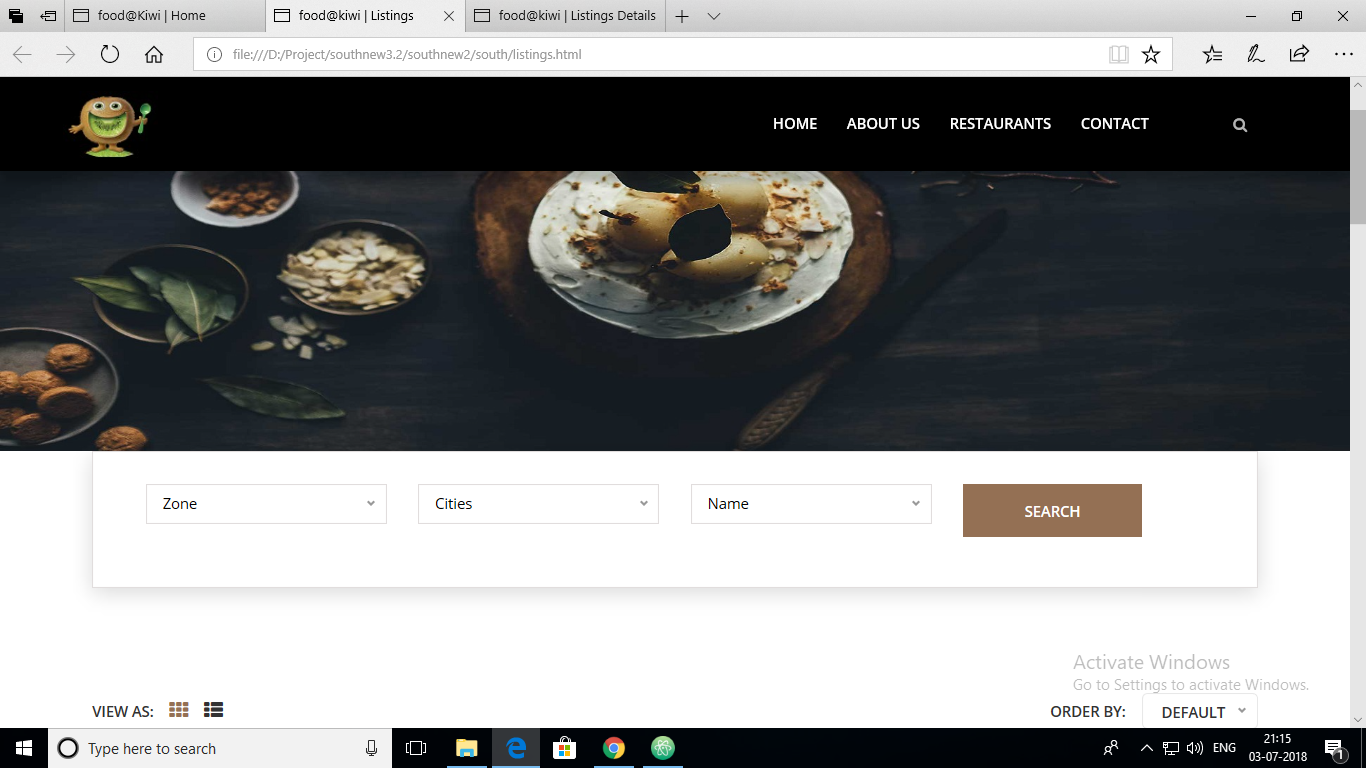 food@Kiwi | Home
food@kiwi | Listings
food@kiwi | Listings Details
file:///D:/Project/southnew3.2/southnew2/south/listings.html
HOME ABOUT US RESTAURANTS CONTACT
Zone Cities Name SEARCH
Activate Windows
Go to Settings to activate Windows.
VIEW AS: ORDER BY: DEFAULT
Type here to search
ENG
21:15
03-07-2018
1